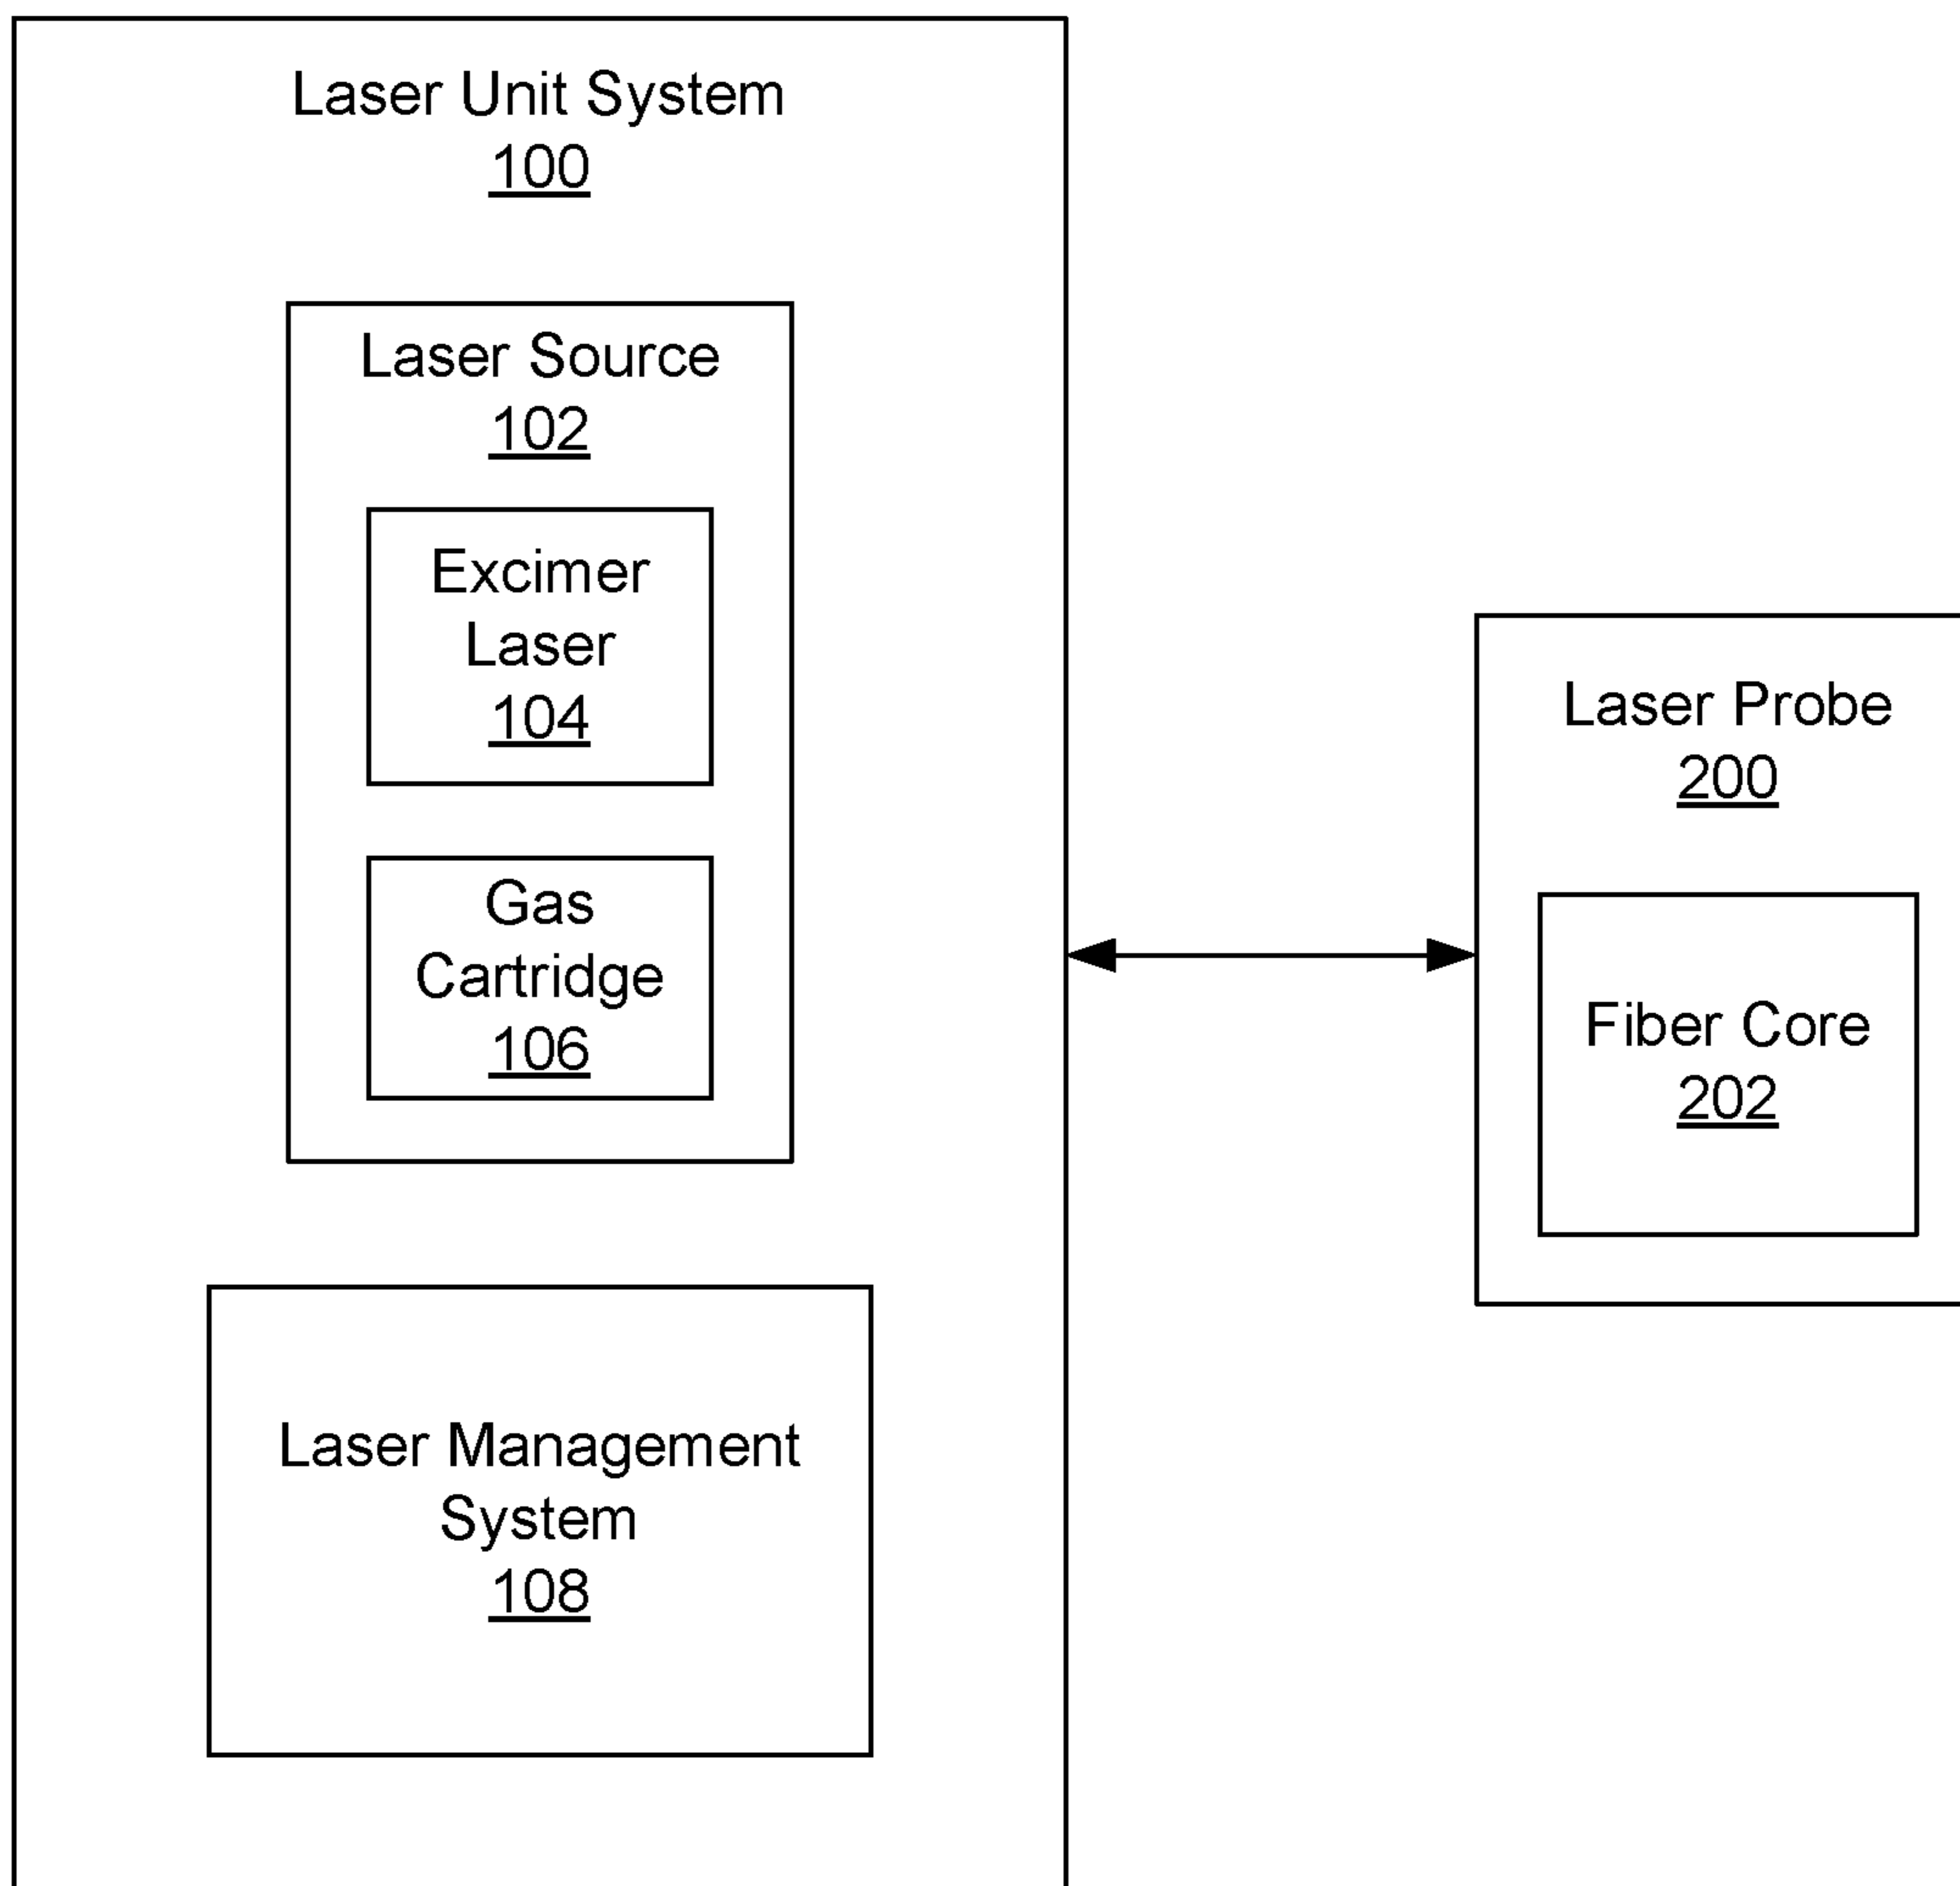 Laser Unit System
100
Laser Source
102
Excimer
Laser
104
Gas
Cartridge
106
Laser Management
System
108
Laser Probe
200
Fiber Core
202